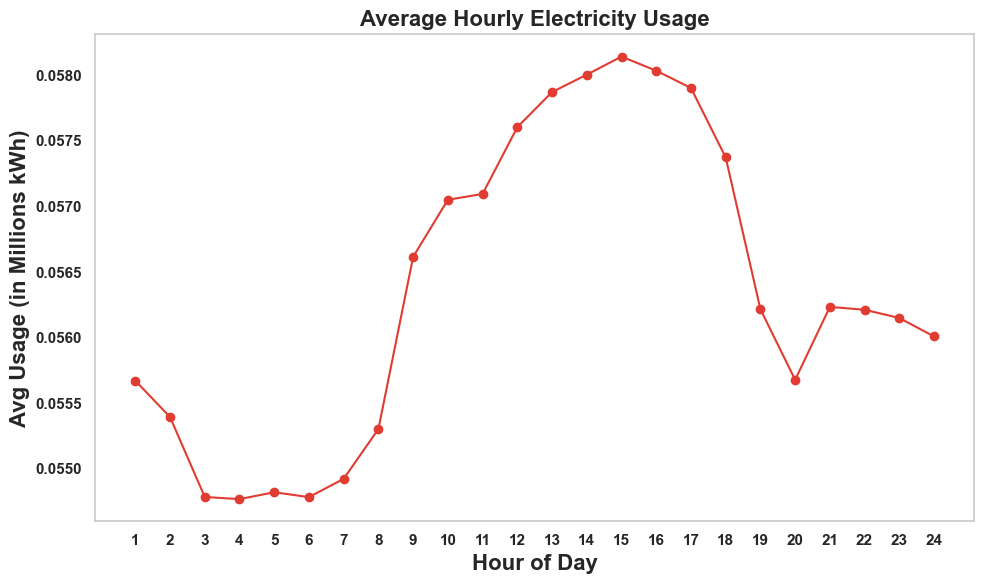 Average Hourly Electricity Usage
Avg Usage (in Millions kWh)
0.0580
0.0575
0.0570
0.0565
0.0560
0.0555
0.0550
1 2 3 4 5 6 7 8 9 10 11 12 13 14 15 16 17 18 19 20 21 22 23 24
Hour of Day